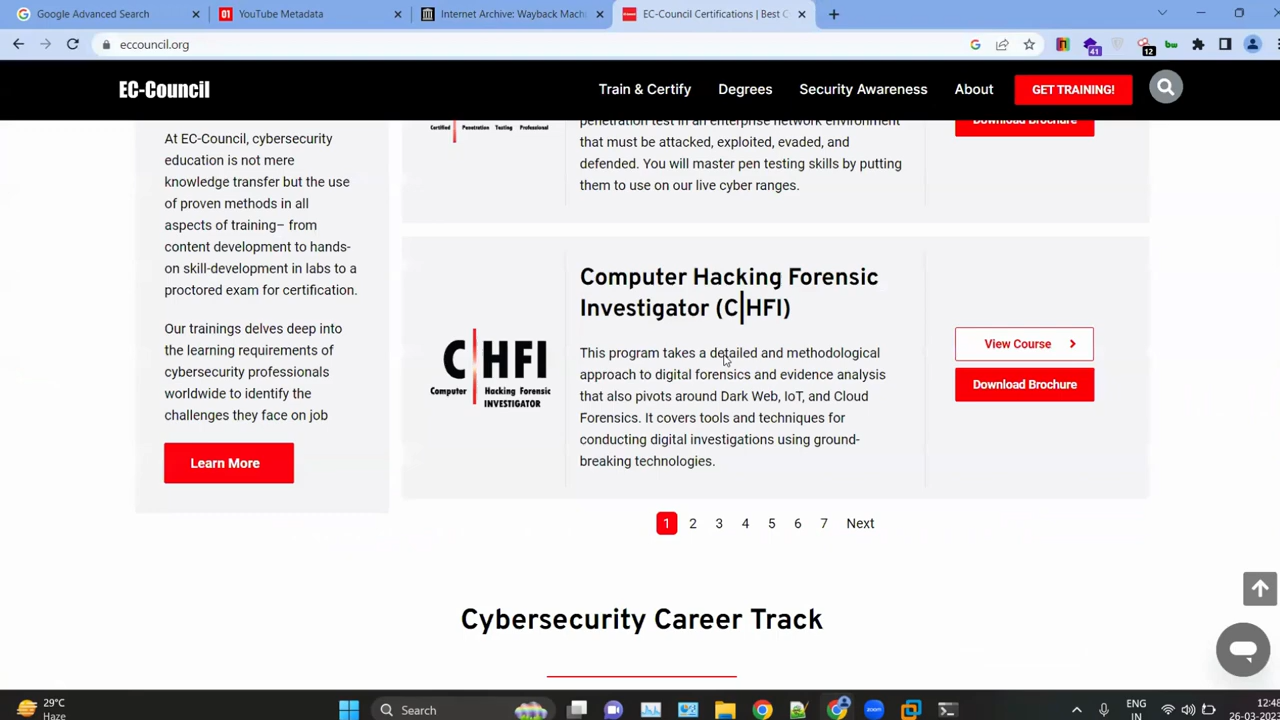 Google Advanced Search
YouTube Metadata
Internet Archive: Wayback Mach
EC-Council Certifications | Best C
eccouncil.org
41
12
EC-Council
Train & Certify
Degrees
Security Awareness
About
GET TRAINING!
At EC-Council, cybersecurity
education is not mere
knowledge transfer but the use
of proven methods in all
aspects of training– from
content development to hands-
on skill-development in labs to a
proctored exam for certification.
Our trainings delves deep into
the learning requirements of
cybersecurity professionals
worldwide to identify the
challenges they face on job
Learn More
Certified Penetration Testing Professional
penetration test in an enterprise network environment
that must be attacked, exploited, evaded, and
defended. You will master pen testing skills by putting
them to use on our live cyber ranges.
Download Brochure
C|HFI
Computer Hacking Forensic
INVESTIGATOR
Computer Hacking Forensic
Investigator (C|HFI)
This program takes a detailed and methodological
approach to digital forensics and evidence analysis
that also pivots around Dark Web, IoT, and Cloud
Forensics. It covers tools and techniques for
conducting digital investigations using ground-
breaking technologies.
View Course
Download Brochure
1 2 3 4 5 6 7 Next
Cybersecurity Career Track
29°C
Haze
Search
ENG
IN
26-03-2023